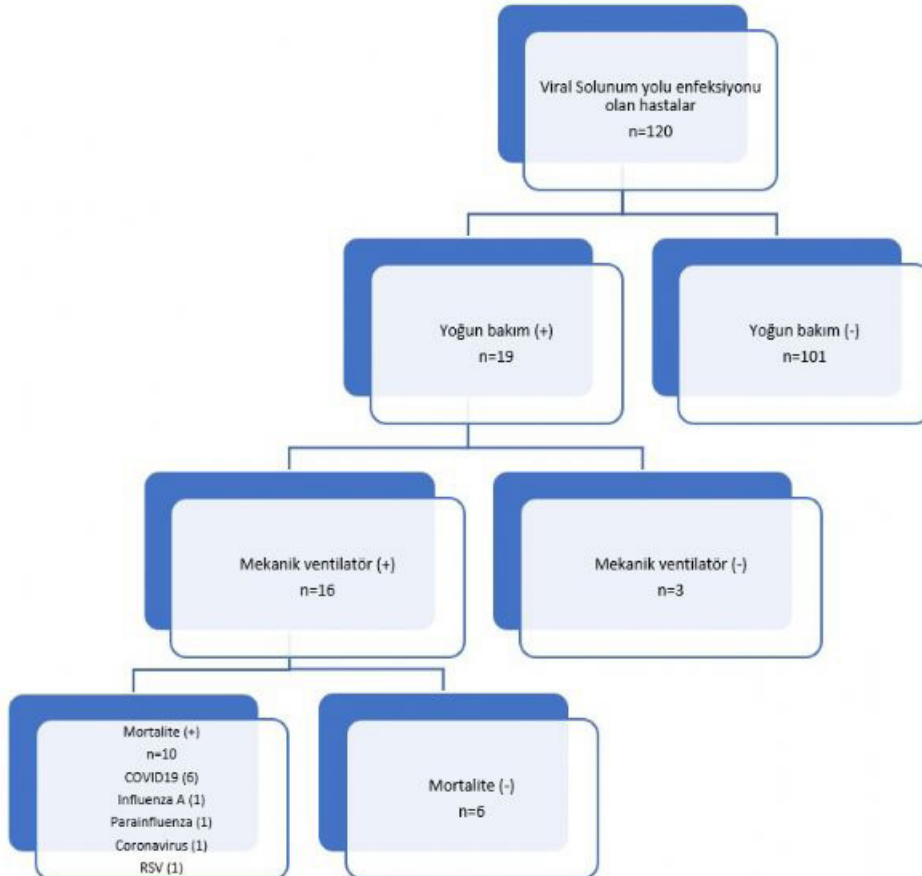 Viral Solunum yolu enfeksiyonu
olan hastalar
n=120
Yoğun bakım (+)
n=19
Yoğun bakım (-)
n=101
Mekanik ventilatör (+)
n=16
Mekanik ventilatör (-)
n=3
Mortalite (+)
n=10
COVID19 (6)
Influenza A (1)
Parainfluenza (1)
Coronavirus (1)
RSV (1)
Mortalite (-)
n=6